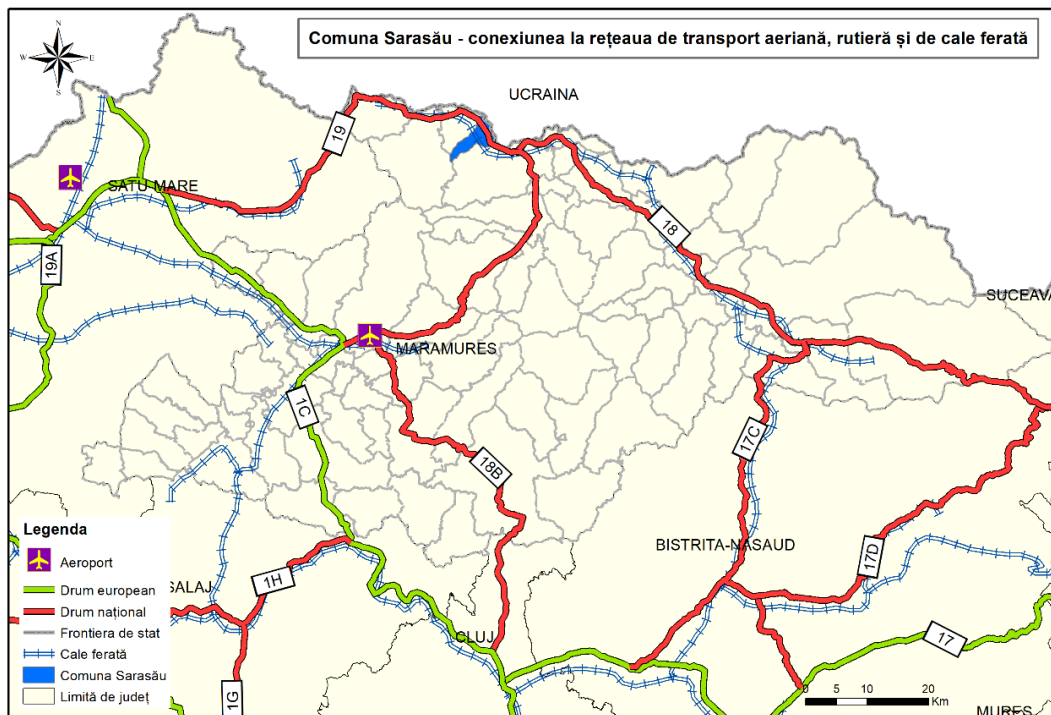 Comuna Sarasău - conexiunea la rețeaua de transport aeriană, rutieră și de cale ferată
N
W E
S
UCRAINA
19
SATU MARE
18
19A
SUCEAVA
MARAMURES
1C
17C
18B
BISTRITA-NASAUD
17D
1H
SALAJ
CLUJ
17
1G
MURES
Legenda
Aeroport
Drum european
Drum național
Frontiera de stat
Cale ferată
Comuna Sarasău
Limită de județ
0 5 10 20
Km